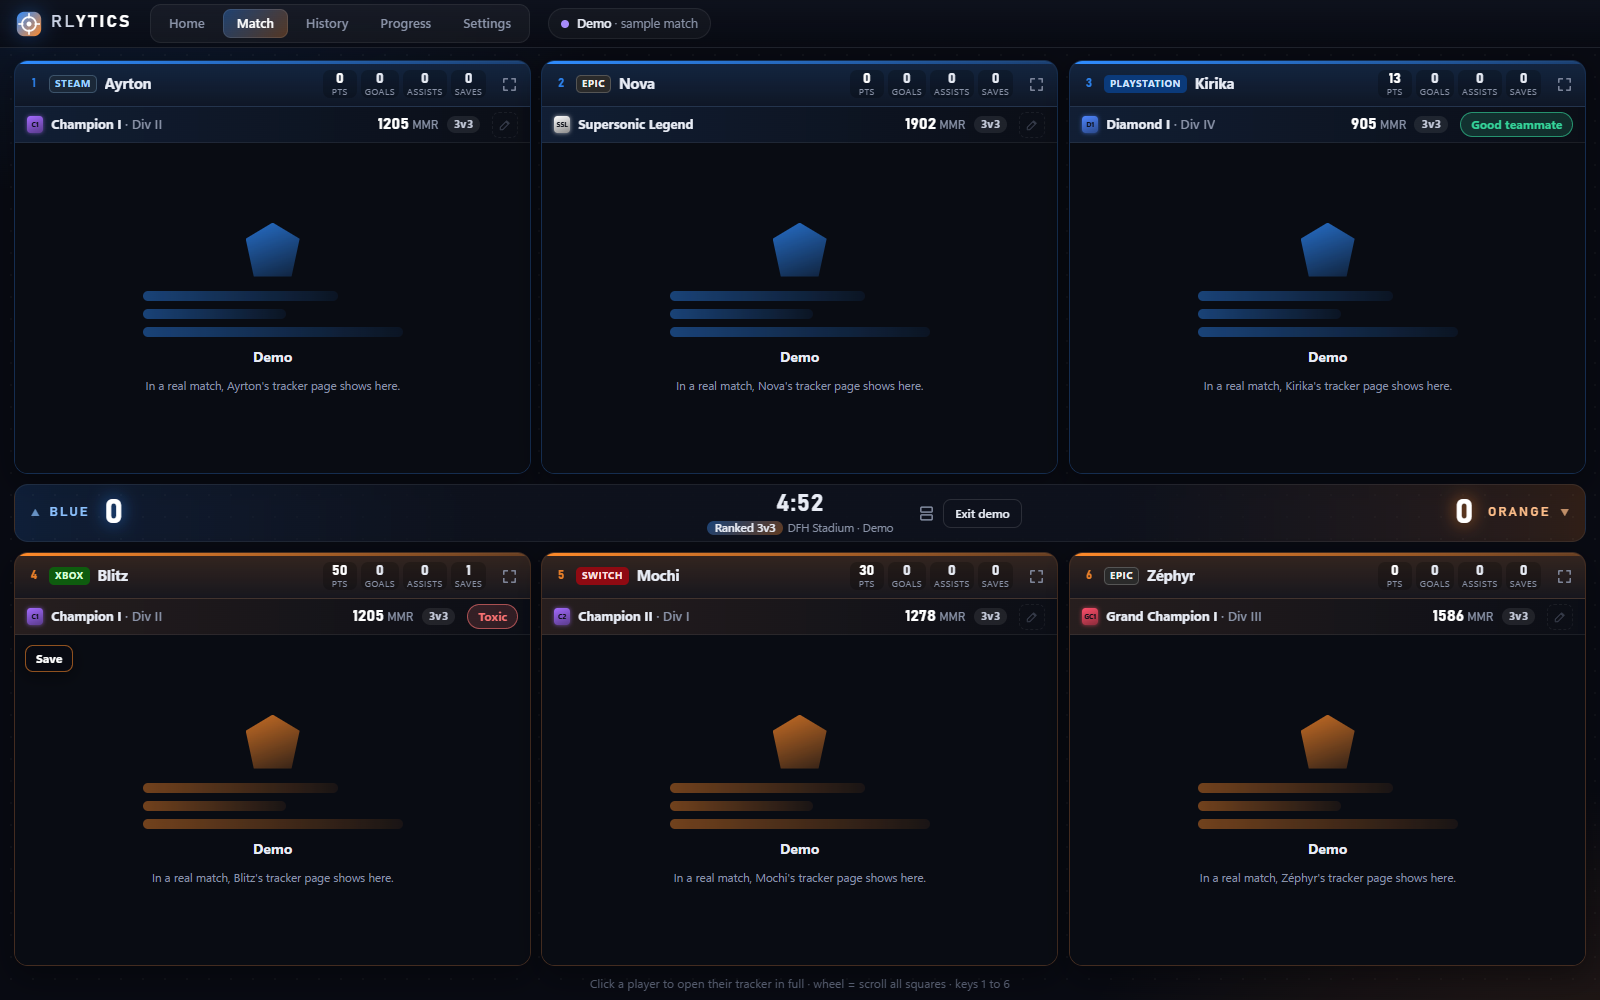 RLYTICS Home Match History Progress Settings Demo · sample match
1 STEAM Ayrton 0 PTS 0 GOALS 0 ASSISTS 0 SAVES
C1 Champion I · Div II 1205 MMR 3v3
Demo
In a real match, Ayrton's tracker page shows here.
2 EPIC Nova 0 PTS 0 GOALS 0 ASSISTS 0 SAVES
SSL Supersonic Legend 1902 MMR 3v3
Demo
In a real match, Nova's tracker page shows here.
3 PLAYSTATION Kirika 13 PTS 0 GOALS 0 ASSISTS 0 SAVES
D1 Diamond I · Div IV 905 MMR 3v3 Good teammate
Demo
In a real match, Kirika's tracker page shows here.
▲ BLUE 0 4:52 Exit demo 0 ORANGE ▼
Ranked 3v3 DFH Stadium · Demo
4 XBOX Blitz 50 PTS 0 GOALS 0 ASSISTS 1 SAVES
C1 Champion I · Div II 1205 MMR 3v3 Toxic
Save
Demo
In a real match, Blitz's tracker page shows here.
5 SWITCH Mochi 30 PTS 0 GOALS 0 ASSISTS 0 SAVES
C2 Champion II · Div I 1278 MMR 3v3
Demo
In a real match, Mochi's tracker page shows here.
6 EPIC Zéphyr 0 PTS 0 GOALS 0 ASSISTS 0 SAVES
GC1 Grand Champion I · Div III 1586 MMR 3v3
Demo
In a real match, Zéphyr's tracker page shows here.
Click a player to open their tracker in full · wheel = scroll all squares · keys 1 to 6